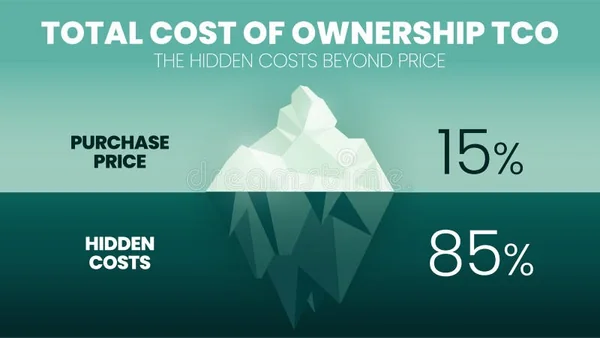 TOTAL COST OF OWNERSHIP TCO
THE HIDDEN COSTS BEYOND PRICE
PURCHASE
PRICE
15%
dreamstime
HIDDEN
COSTS
85%